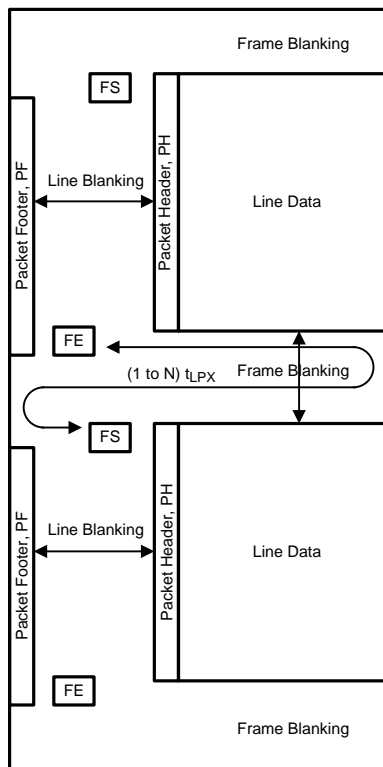 Frame Blanking
FS
Packet Footer, PF
Line Blanking
Packet Header, PH
Line Data
FE
(1 to N) tLPX
Frame Blanking
FS
Packet Footer, PF
Line Blanking
Packet Header, PH
Line Data
FE
Frame Blanking